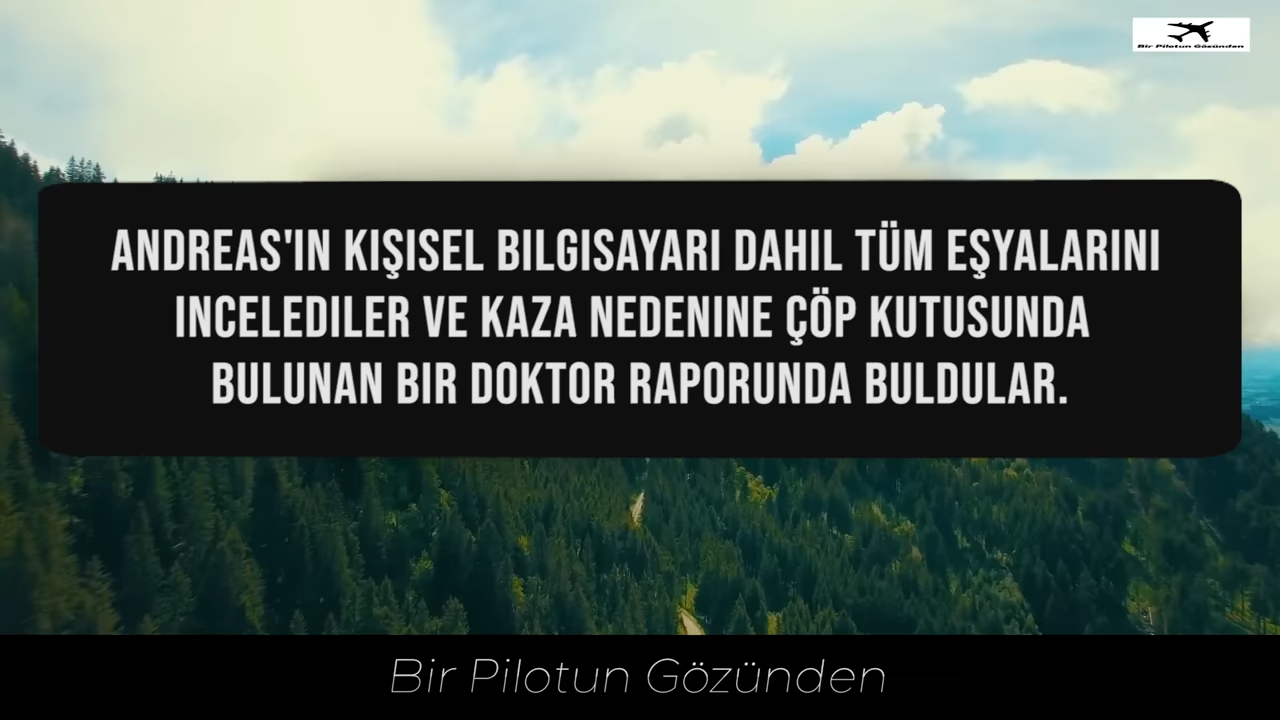 Bir Pilotun Gözünden
ANDREAS'IN KIŞISEL BILGISAYARI DAHIL TÜM EŞYALARINI
INCELEDILER VE KAZA NEDENINE ÇÖP KUTUSUNDA
BULUNAN BIR DOKTOR RAPORUNDA BULDULAR.
Bir Pilotun Gözünden